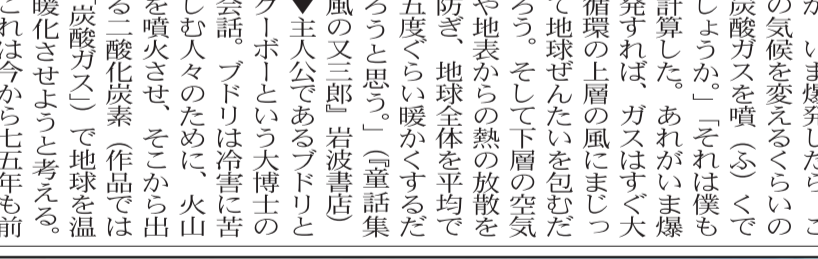 が、いま爆発したら、こ
の気候を変えるくらいの
炭酸ガスを噴（ふ）くで
しょうか。」「それは僕も
計算した。あれがいま爆
発すれば、ガスはすぐ大
循環の上層の風にまじっ
て地球ぜんたいを包むだ
ろう。そして下層の空気
や地表からの熱の放散を
防ぎ、地球全体を平均で
五度ぐらい暖かくするだ
ろうと思う。」（『童話集
風の又三郎』岩波書店）
▼主人公であるブドリと
クーボーという大博士の
会話。ブドリは冷害に苦
しむ人々のために、火山
を噴火させ、そこから出
る二酸化炭素（作品では
炭酸ガス」）で地球を温
暖化させようと考える。
これは今から七五年も前